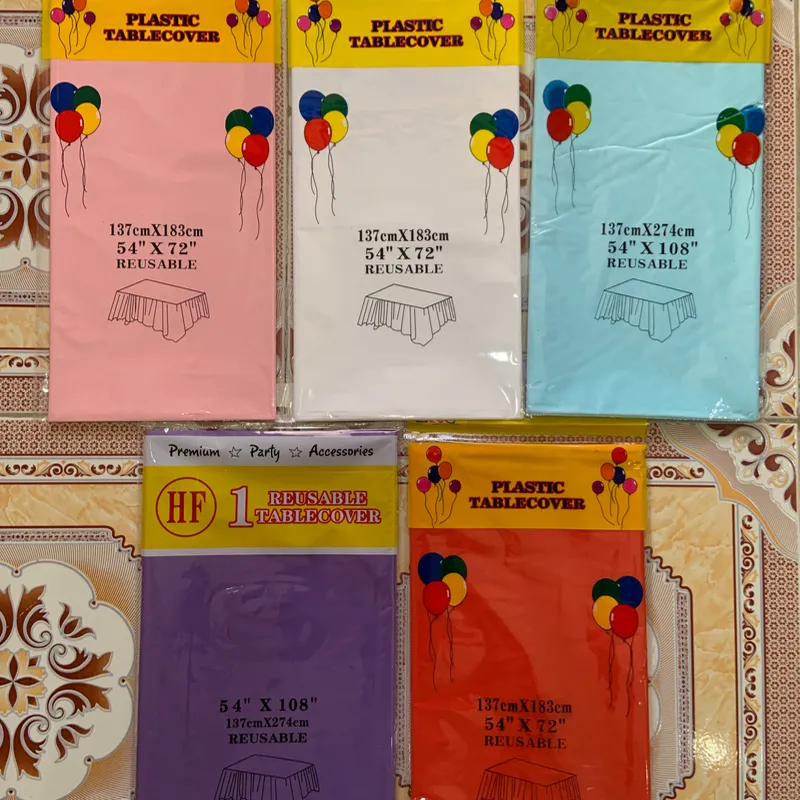 PLASTIC
TABLECOVER
137cmX183cm
54" X 72"
REUSABLE
PLASTIC
TABLECOVER
137cmX183cm
54" X 72"
REUSABLE
PLASTIC
TABLECOVER
137cmX274cm
54" X 108"
REUSABLE
Premium ☆ Party ☆ Accessories
HF
1 REUSABLE
TABLECOVER
54" X 108"
137cmX274cm
REUSABLE
PLASTIC
TABLECOVER
137cmX183cm
54" X 72"
REUSABLE